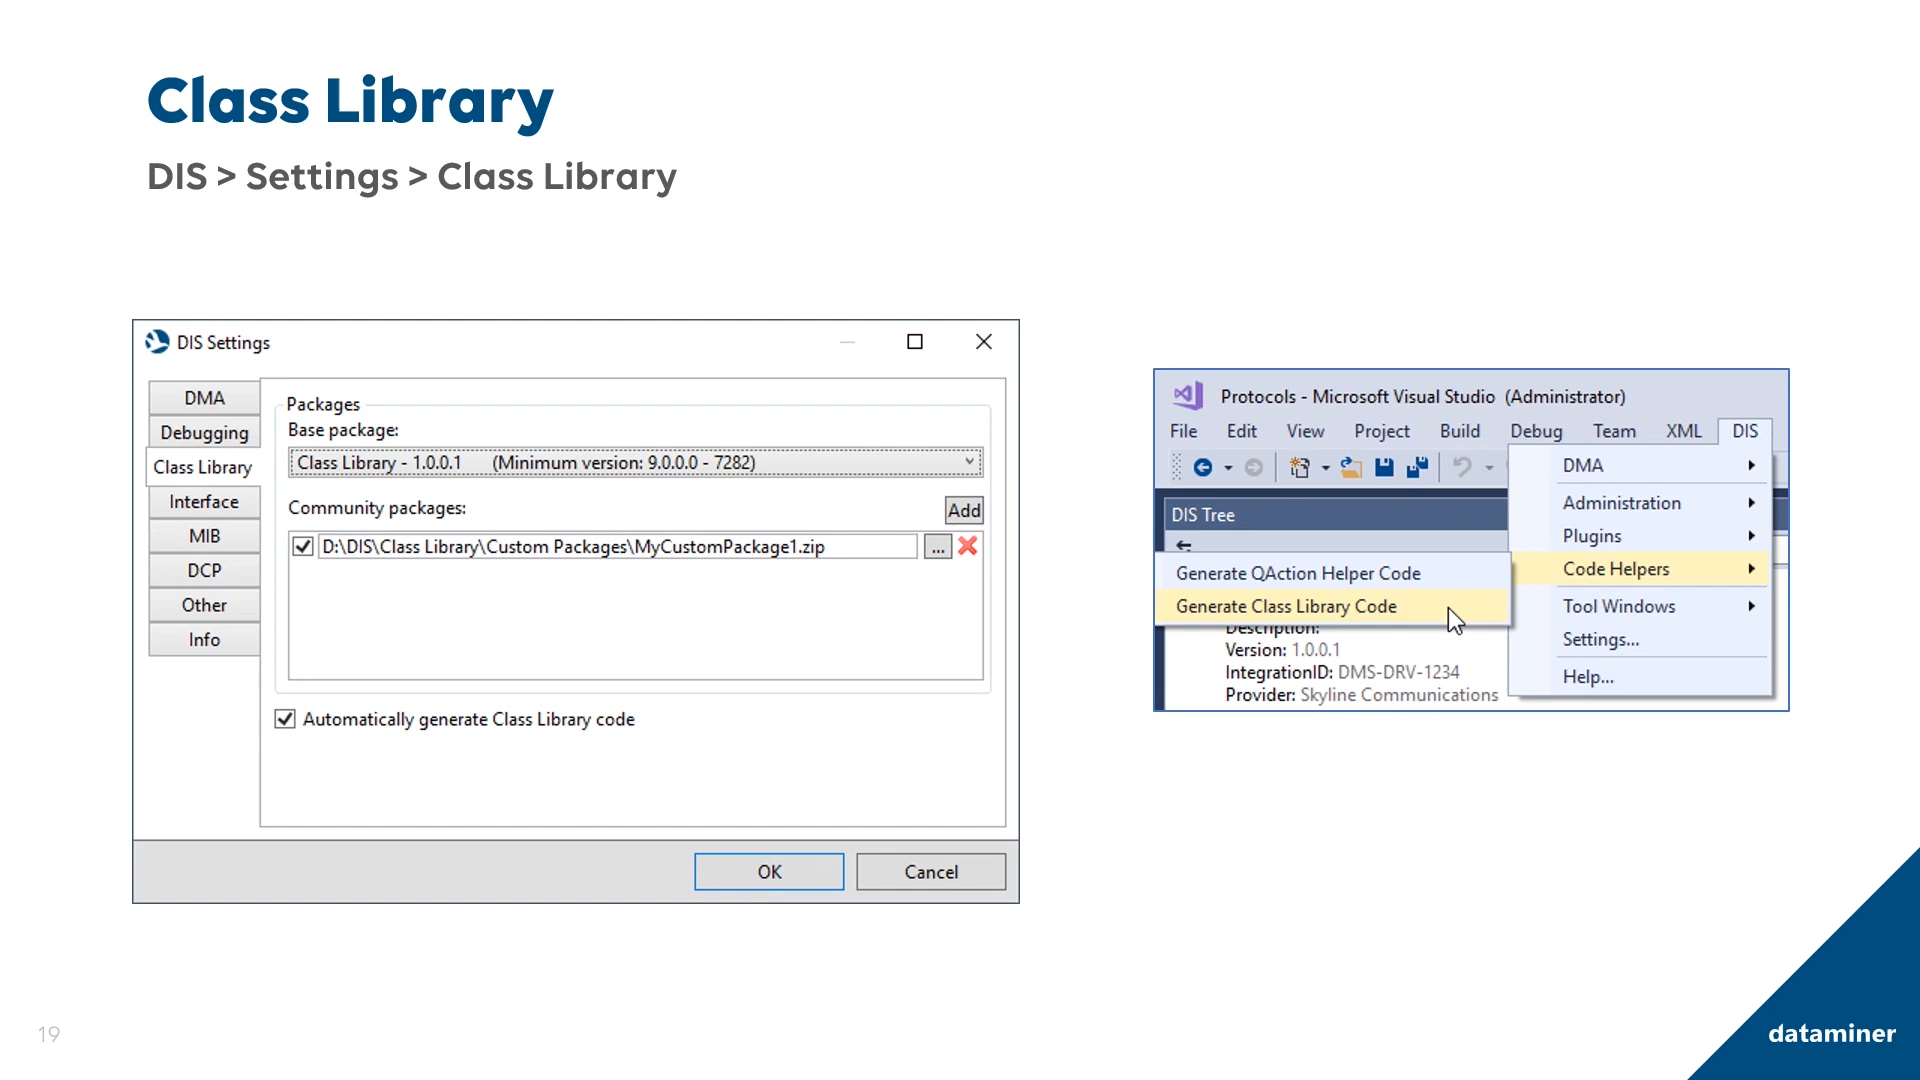 Class Library
DIS > Settings > Class Library
DIS Settings
DMA
Debugging
Class Library
Interface
MIB
DCP
Other
Info
Packages
Base package:
Class Library - 1.0.0.1 (Minimum version: 9.0.0.0 - 7282)
Community packages:
Add
D:\DIS\Class Library\Custom Packages\MyCustomPackage1.zip
...
Automatically generate Class Library code
OK
Cancel
Protocols - Microsoft Visual Studio (Administrator)
File Edit View Project Build Debug Team XML DIS
DIS Tree
DMA
Administration
Plugins
Code Helpers
Tool Windows
Settings...
Help...
Generate QAction Helper Code
Generate Class Library Code
Description:
Version: 1.0.0.1
IntegrationID: DMS-DRV-1234
Provider: Skyline Communications
19
dataminer